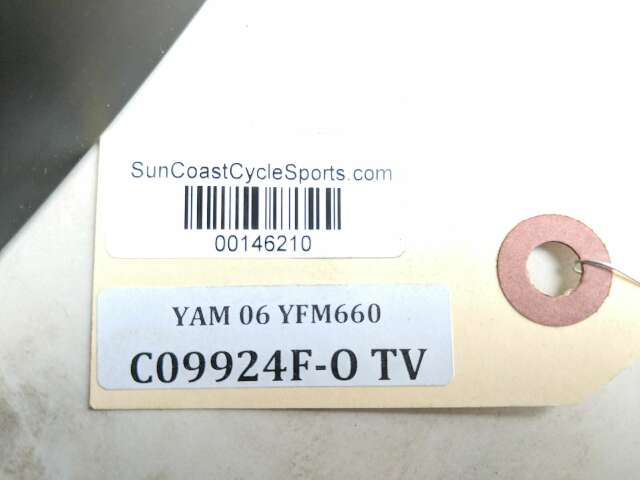 SunCoastCycleSports.com
00146210
YAM 06 YFM660
C09924F-O TV